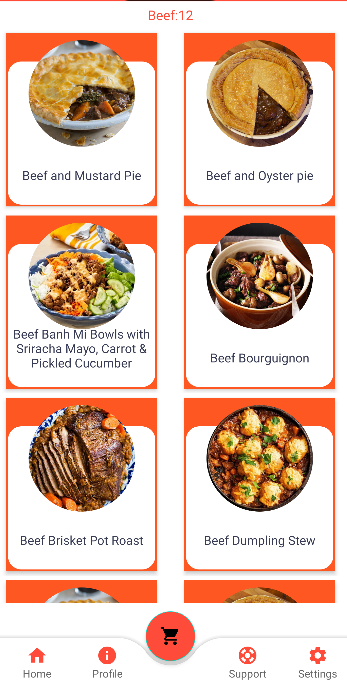 Beef:12
Beef and Mustard Pie
Beef and Oyster pie
Beef Banh Mi Bowls with
Sriracha Mayo, Carrot &
Pickled Cucumber
Beef Bourguignon
Beef Brisket Pot Roast
Beef Dumpling Stew
Home
Profile
Support
Settings